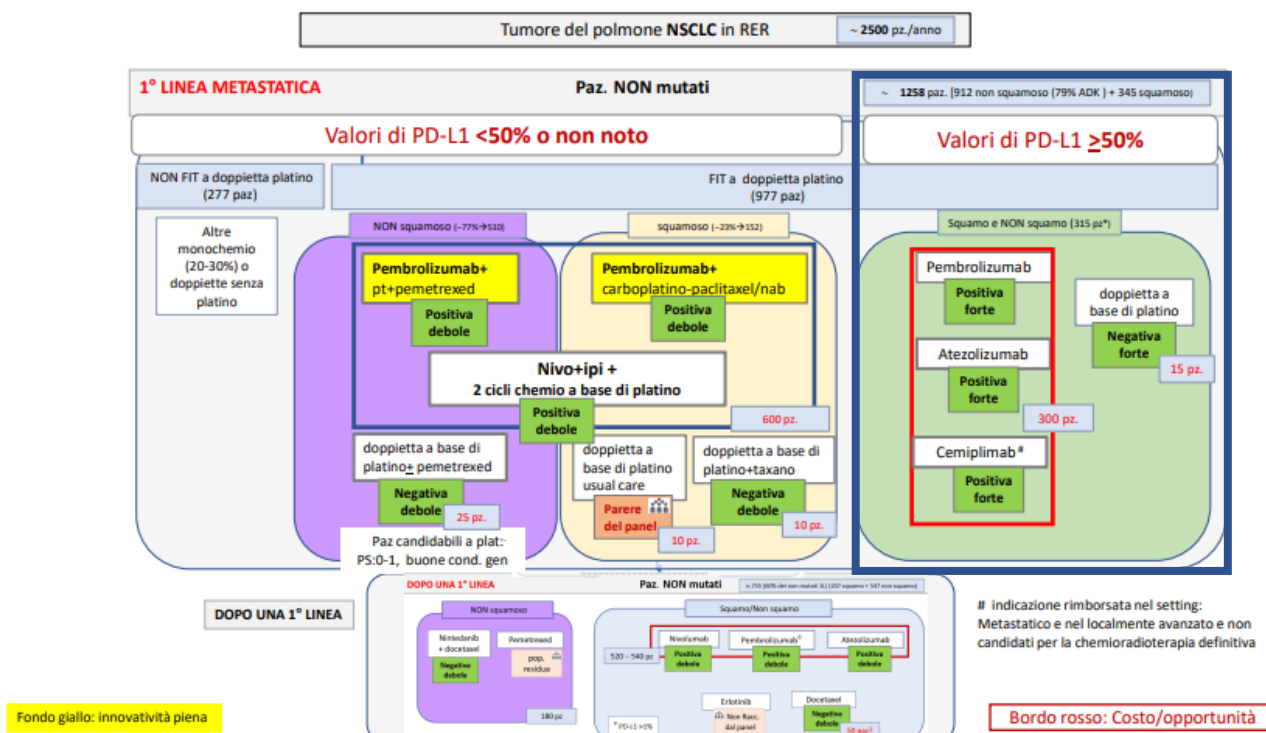 Tumore del polmone NSCLC in RER
~ 2500 pz./anno
1° LINEA METASTATICA
Paz. NON mutati
~ 1258 paz. [912 non squamoso (79% ADK ) + 345 squamoso)
Valori di PD-L1 <50% o non noto
Valori di PD-L1 ≥50%
NON FIT a doppietta platino
(277 paz)
FIT a doppietta platino
(977 paz)
Altre
monochemio
(20-30%) o
doppiette senza
platino
NON squamoso (~77%→510)
squamoso (~23%→152)
Squamo e NON squamo (315 pz*)
Pembrolizumab+
pt+pemetrexed
Positiva
debole
Pembrolizumab+
carboplatino-paclitaxel/nab
Positiva
debole
Nivo+ipi +
2 cicli chemio a base di platino
Positiva
debole
600 pz.
doppietta a base di
platino+ pemetrexed
Negativa
debole
25 pz.
doppietta a
base di platino
usual care
Parere
del panel
10 pz.
doppietta a base di
platino+taxano
Negativa
debole
10 pz.
Pembrolizumab
Positiva
forte
Atezolizumab
Positiva
forte
300 pz.
Cemiplimab#
Positiva
forte
doppietta a
base di platino
Negativa
forte
15 pz.
Paz candidabili a plat:
PS:0-1, buone cond. gen
DOPO UNA 1° LINEA
DOPO UNA 1° LINEA
Paz. NON mutati
NON squamoso
Nintedanib
+ docetaxel
Negativa
debole
Pemetrexed
pop.
residua
180 pz
Squamo/Non squamo
520 – 540 pz
Nivolumab
Positiva
debole
Pembrolizumab°
Positiva
debole
Atezolizumab
Positiva
debole
Erlotinib
Non Racc.
dal panel
Docetaxel
Negativa
debole
50 paz?
° PD-L1 >1%
# indicazione rimborsata nel setting:
Metastatico e nel localmente avanzato e non
candidati per la chemioradioterapia definitiva
Fondo giallo: innovatività piena
Bordo rosso: Costo/opportunità